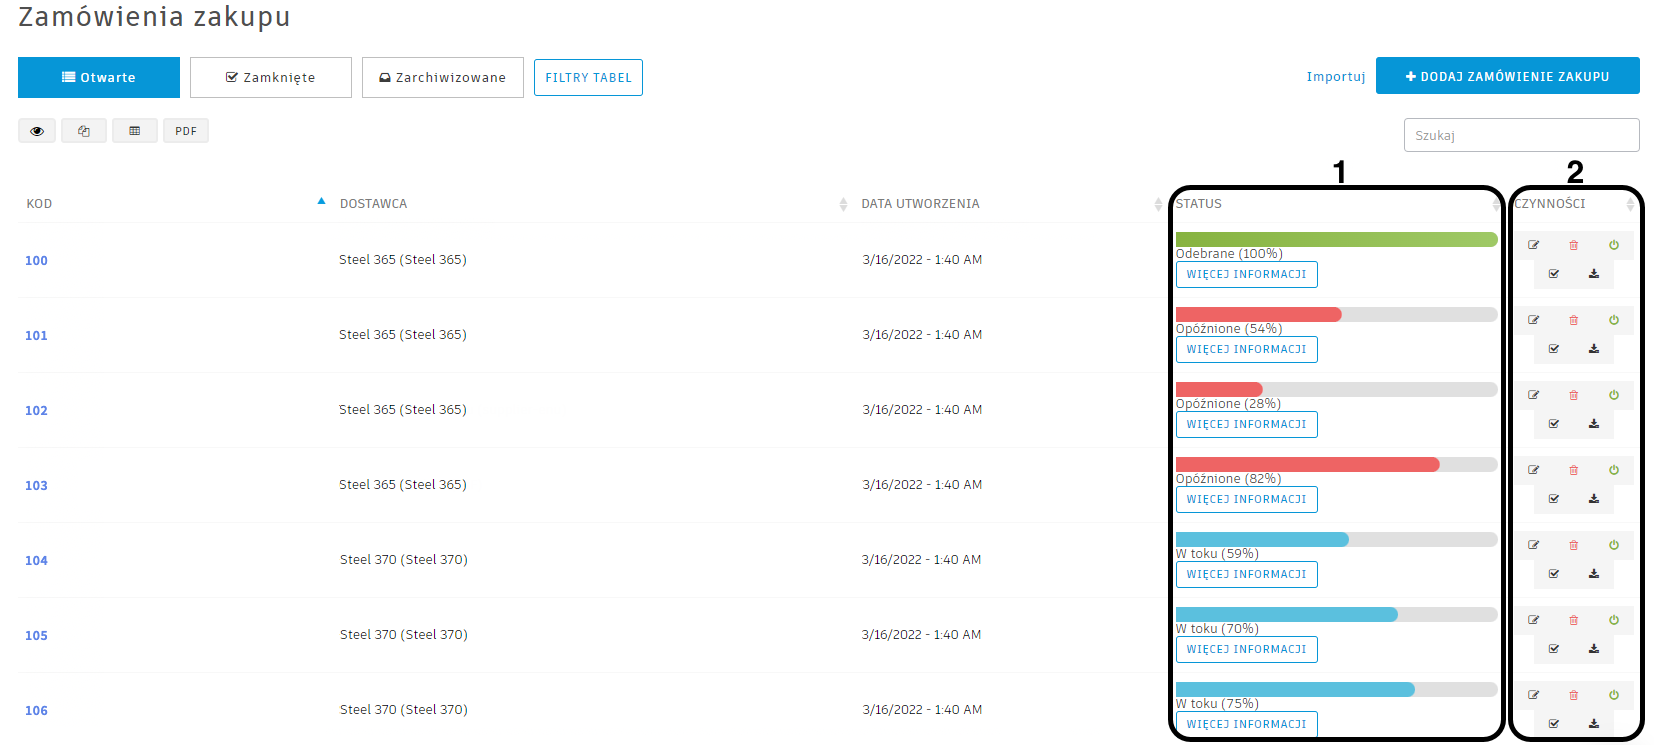 Zamówienia zakupu
Otwarte Zamknięte Zarchiwizowane FILTRY TABEL Importuj DODAJ ZAMÓWIENIE ZAKUPU
PDF Szukaj
1 2
KOD DOSTAWCA DATA UTWORZENIA STATUS CZYNNOŚCI
100 Steel 365 (Steel 365) 3/16/2022 - 1:40 AM Odebrane (100%)
WIĘCEJ INFORMACJI
101 Steel 365 (Steel 365) 3/16/2022 - 1:40 AM Opóźnione (54%)
WIĘCEJ INFORMACJI
102 Steel 365 (Steel 365) 3/16/2022 - 1:40 AM Opóźnione (28%)
WIĘCEJ INFORMACJI
103 Steel 365 (Steel 365) 3/16/2022 - 1:40 AM Opóźnione (82%)
WIĘCEJ INFORMACJI
104 Steel 370 (Steel 370) 3/16/2022 - 1:40 AM W toku (59%)
WIĘCEJ INFORMACJI
105 Steel 370 (Steel 370) 3/16/2022 - 1:40 AM W toku (70%)
WIĘCEJ INFORMACJI
106 Steel 370 (Steel 370) 3/16/2022 - 1:40 AM W toku (75%)
WIĘCEJ INFORMACJI